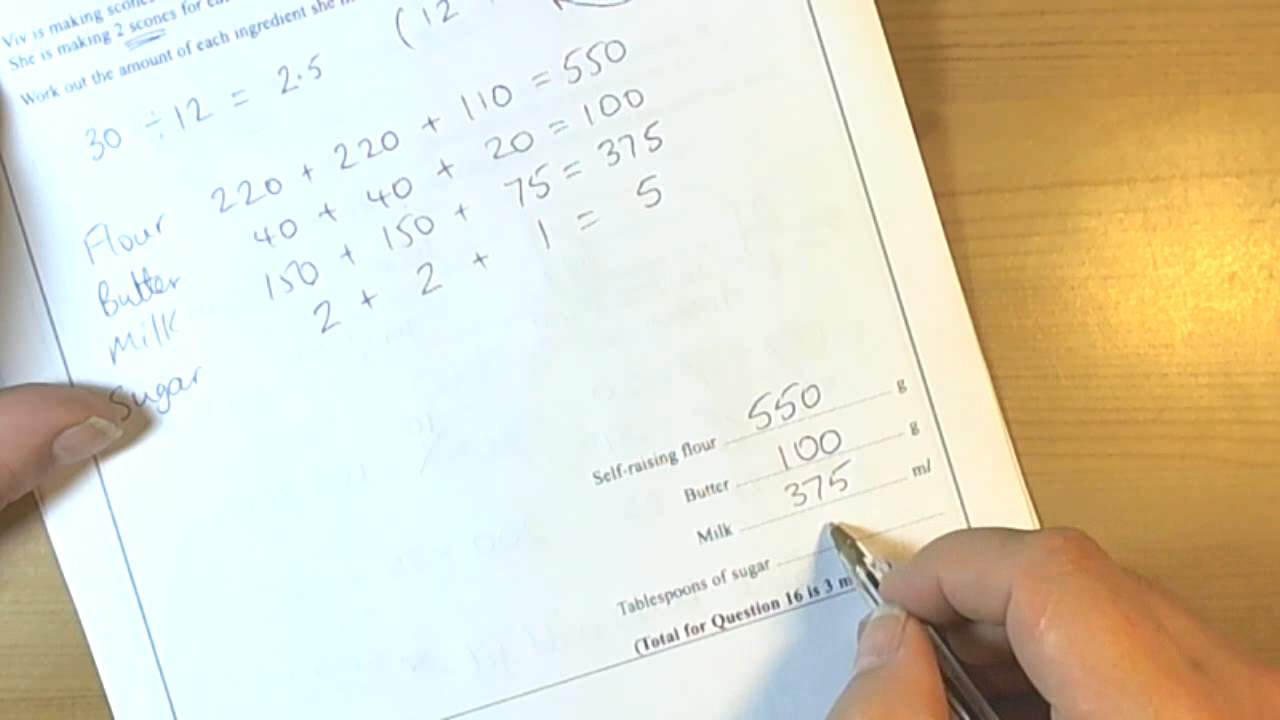 Viv is making scones
She is making 2 scones for
Work out the amount of each ingredient she
(12
30 ÷ 12 = 2.5
Flour 220 + 220 + 110 = 550
Butter 40 + 40 + 20 = 100
Milk 150 + 150 + 75 = 375
Sugar 2 + 2 + 1 = 5
Self-raising flour 550 g
Butter 100 g
Milk 375 ml
Tablespoons of sugar
(Total for Question 16 is 3 m